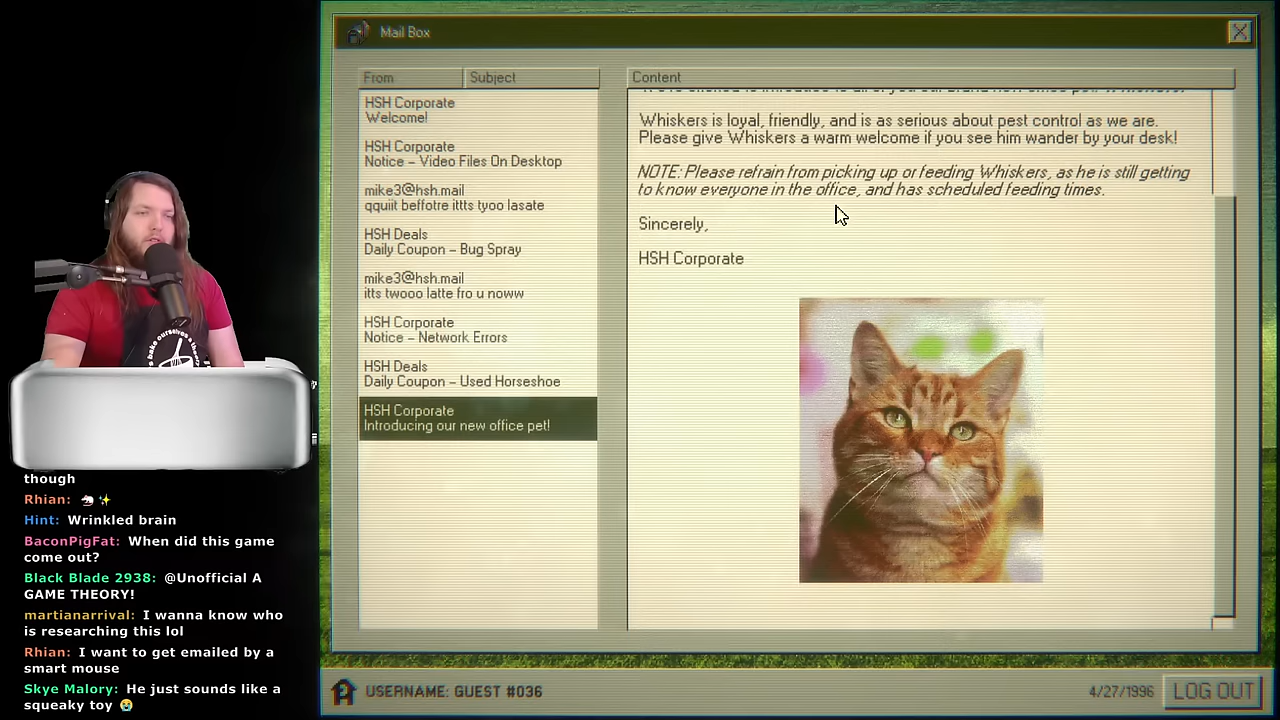 Mail Box
From
Subject
Content
HSH Corporate
Welcome!
HSH Corporate
Notice - Video Files On Desktop
mike3@hsh.mail
qquiit beffotre ittts tyoo lasate
HSH Deals
Daily Coupon - Bug Spray
mike3@hsh.mail
itts twooo latte fro u noww
HSH Corporate
Notice - Network Errors
HSH Deals
Daily Coupon - Used Horseshoe
HSH Corporate
Introducing our new office pet!
Whiskers is loyal, friendly, and is as serious about pest control as we are.
Please give Whiskers a warm welcome if you see him wander by your desk!
NOTE: Please refrain from picking up or feeding Whiskers, as he is still getting
to know everyone in the office, and has scheduled feeding times.
Sincerely,
HSH Corporate
though
Rhian:
Hint: Wrinkled brain
BaconPigFat: When did this game
come out?
Black Blade 2938: @Unofficial A
GAME THEORY!
martianarrival: I wanna know who
is researching this lol
Rhian: I want to get emailed by a
smart mouse
Skye Malory: He just sounds like a
squeaky toy
USERNAME: GUEST #036
4/27/1996
LOG OUT